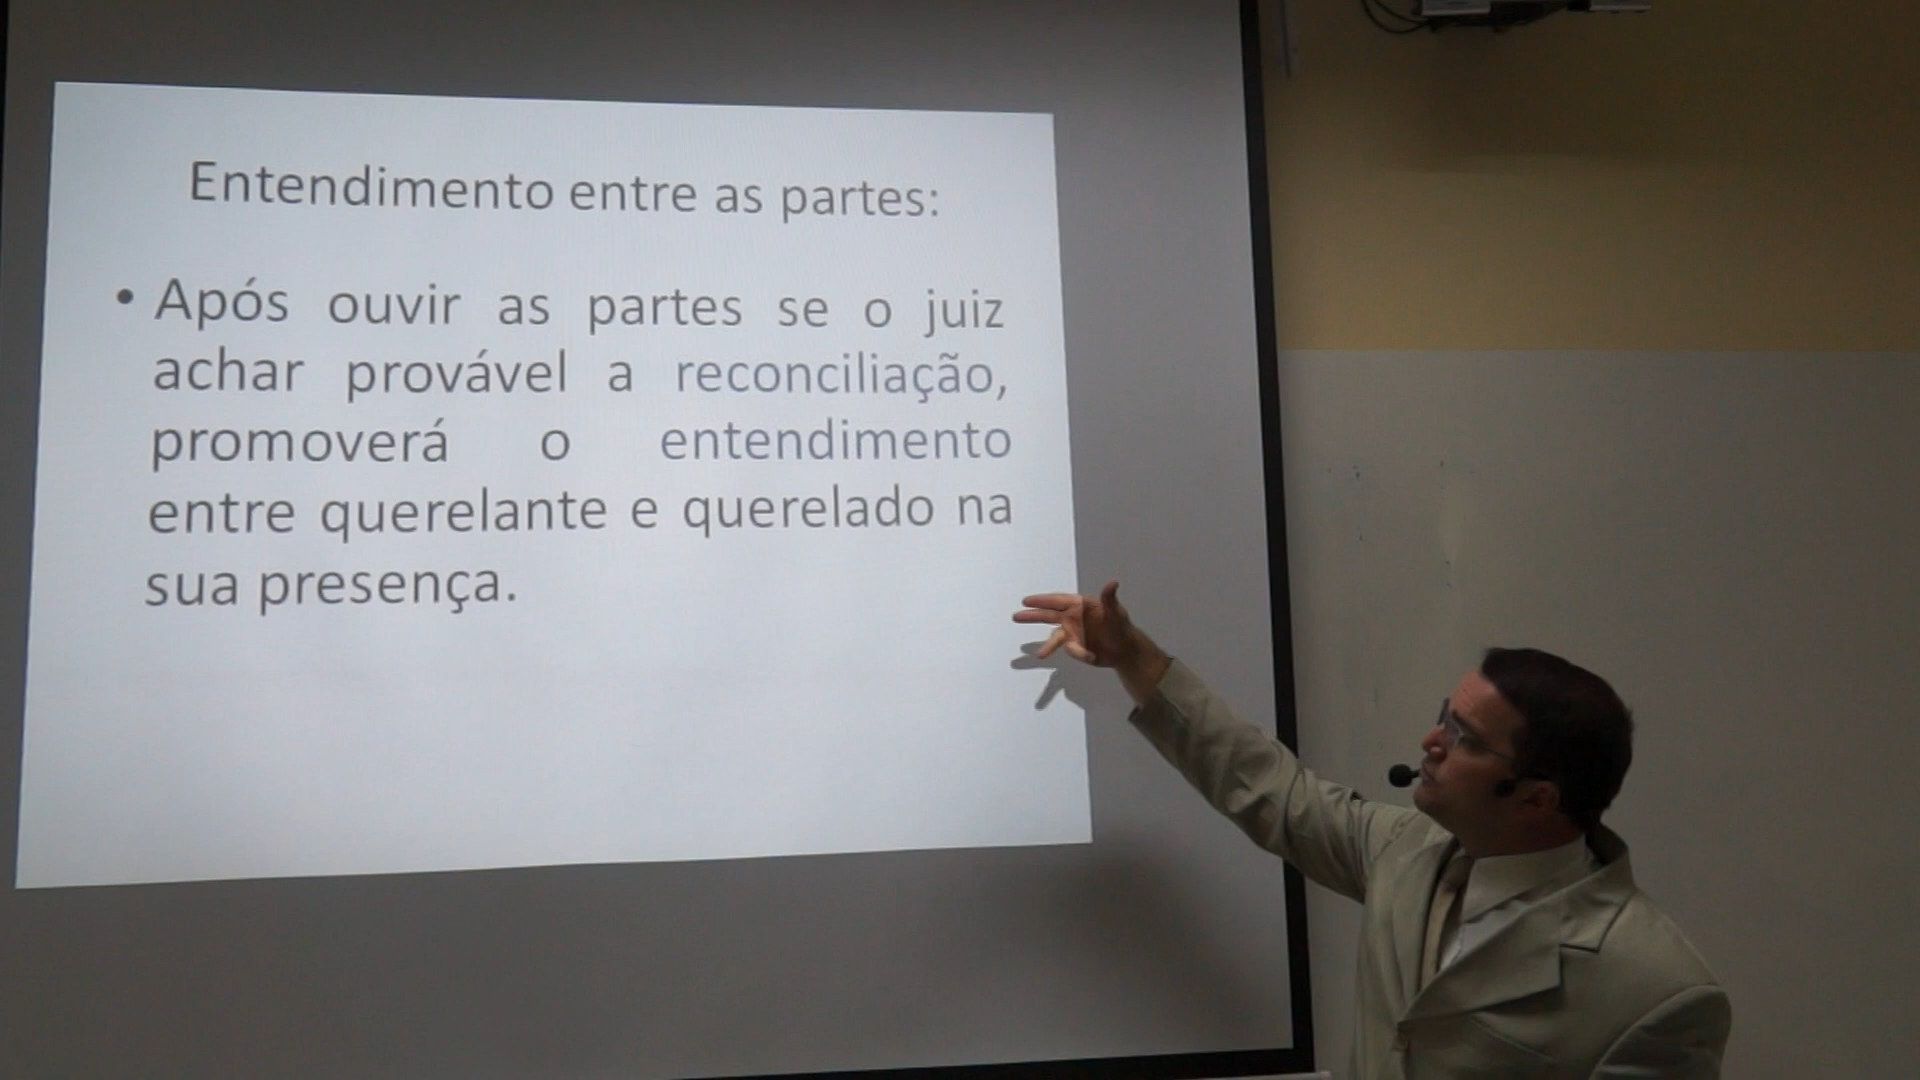 Entendimento entre as partes:
• Após ouvir as partes se o juiz
achar provável a reconciliação,
promoverá o entendimento
entre querelante e querelado na
sua presença.